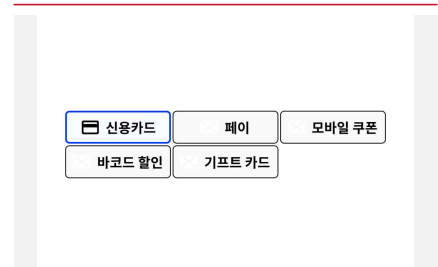 신용카드
페이
모바일 쿠폰
바코드 할인
기프트 카드